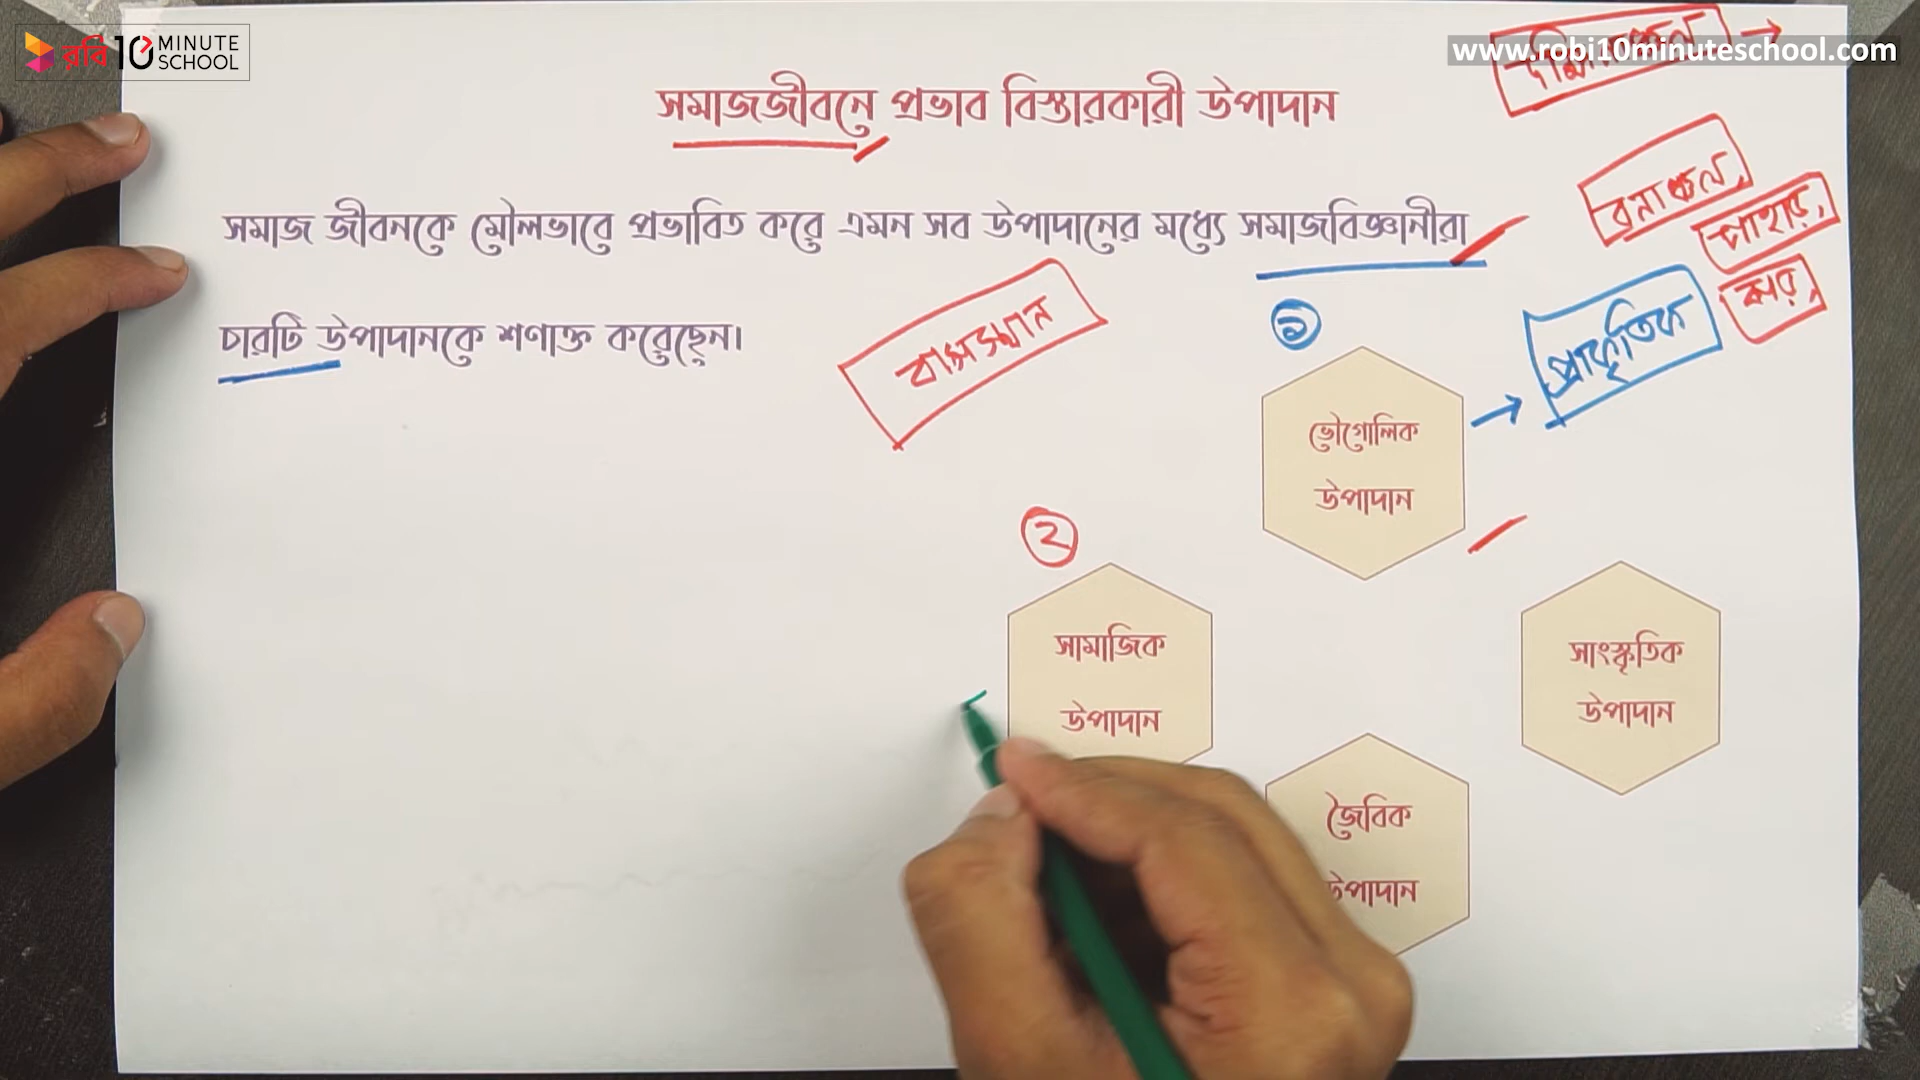 রবি 10 MINUTE SCHOOL
www.robi10minuteschool.com
সমাজজীবনে প্রভাব বিস্তারকারী উপাদান
সমাজ জীবনকে মৌলভাবে প্রভাবিত করে এমন সব উপাদানের মধ্যে সমাজবিজ্ঞানীরা
চারটি উপাদানকে শণাক্ত করেছেন।
বনাঞ্চল,
পাহাড়,
বাসস্থান
১
প্রাকৃতিক
ভৌগোলিক
উপাদান
২
সামাজিক
উপাদান
সাংস্কৃতিক
উপাদান
জৈবিক
উপাদান